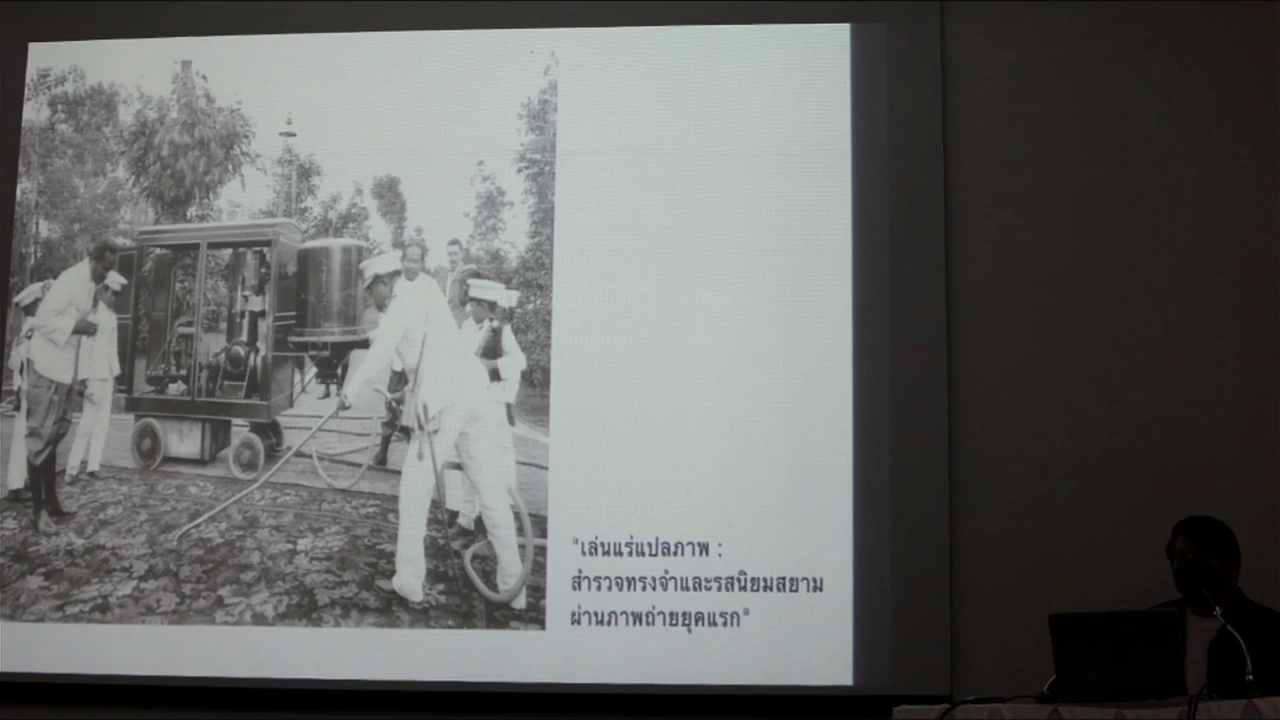 "เล่นแร่แปลภาพ :
สำรวจทรงจำและรสนิยมสยาม
ผ่านภาพถ่ายยุคแรก"